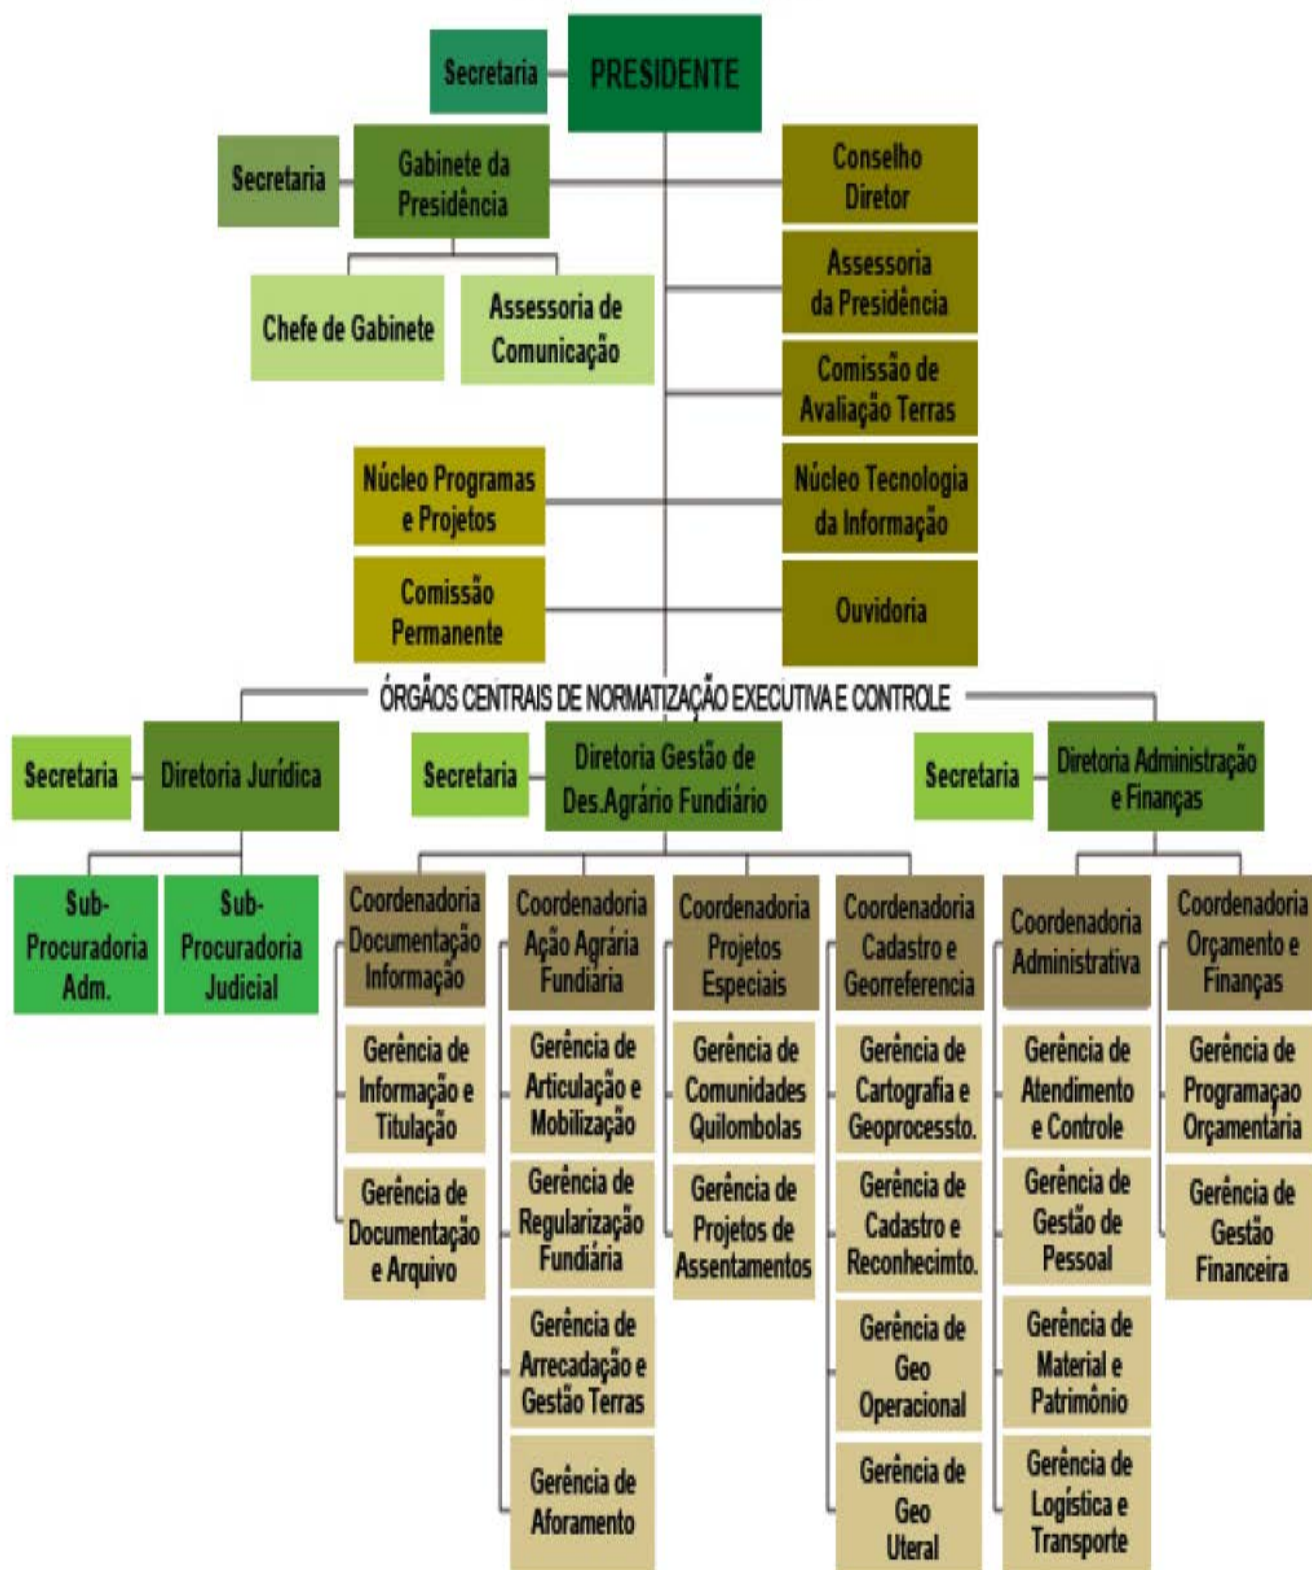 Secretaria
PRESIDENTE
Secretaria
Gabinete da
Presidência
Conselho
Diretor
Chefe de Gabinete
Assessoria de
Comunicação
Assessoria
da Presidência
Comissão de
Avaliação Terras
Núcleo Programas
e Projetos
Núcleo Tecnologia
da Informação
Comissão
Permanente
Ouvidoria
ÓRGÃOS CENTRAIS DE NORMATIZAÇÃO EXECUTIVA E CONTROLE
Secretaria
Diretoria Jurídica
Secretaria
Diretoria Gestão de
Des.Agrário Fundiário
Secretaria
Diretoria Administração
e Finanças
Sub-
Procuradoria
Adm.
Sub-
Procuradoria
Judicial
Coordenadoria
Documentação
Informação
Gerência de
Informação e
Titulação
Gerência de
Documentação
e Arquivo
Coordenadoria
Ação Agrária
Fundiária
Gerência de
Articulação e
Mobilização
Gerência de
Regularização
Fundiária
Gerência de
Arrecadação e
Gestão Terras
Gerência de
Aforamento
Coordenadoria
Projetos
Especiais
Gerência de
Comunidades
Quilombolas
Gerência de
Projetos de
Assentamentos
Coordenadoria
Cadastro e
Georreferencia
Gerência de
Cartografia e
Geoprocessto.
Gerência de
Cadastro e
Reconhecimto.
Gerência de
Geo
Operacional
Gerência de
Geo
Uteral
Coordenadoria
Administrativa
Gerência de
Atendimento
e Controle
Gerência de
Gestão de
Pessoal
Gerência de
Material e
Patrimônio
Gerência de
Logística e
Transporte
Coordenadoria
Orçamento e
Finanças
Gerência de
Programaçao
Orçamentária
Gerência de
Gestão
Financeira